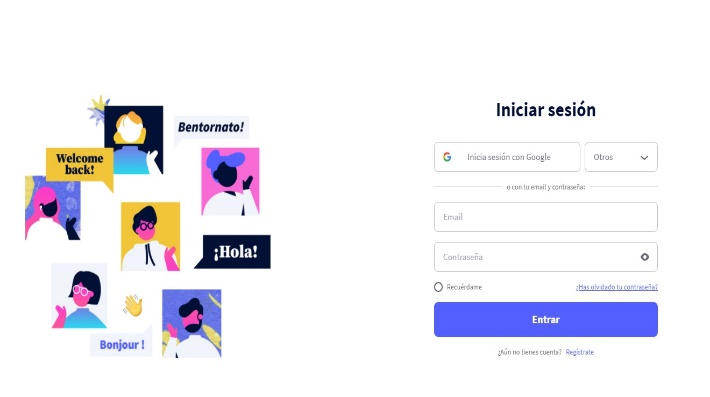 Bentornato!
Welcome
back!
¡Hola!
Bonjour !
Iniciar sesión
Inicia sesión con Google
Otros
o con tu email y contraseña:
Email
Contraseña
Recuérdame
¿Has olvidado tu contraseña?
Entrar
¿Aún no tienes cuenta? Regístrate